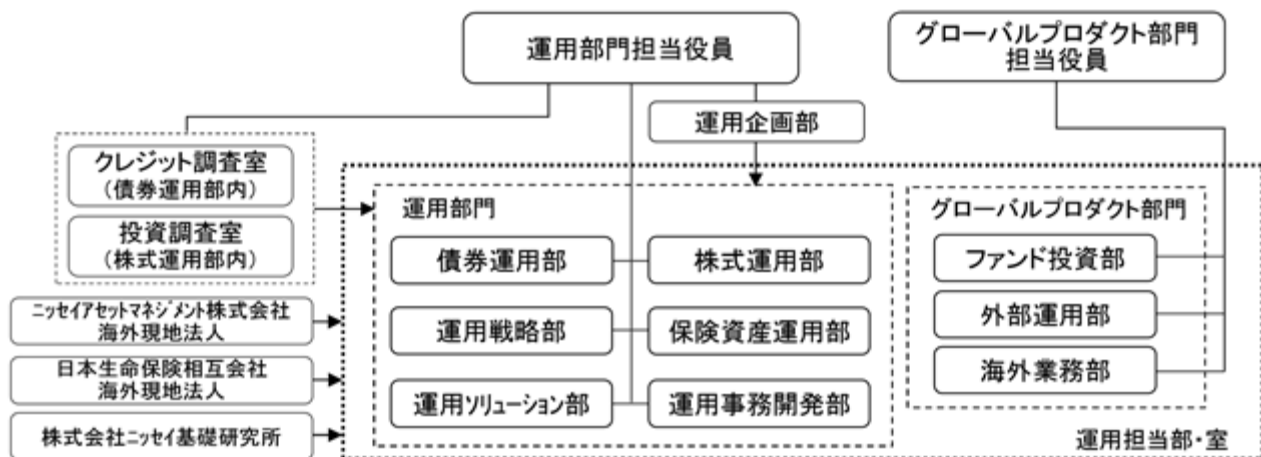 運用部門担当役員
グローバルプロダクト部門
担当役員
運用企画部
クレジット調査室
(債券運用部内)
投資調査室
(株式運用部内)
運用部門
債券運用部
株式運用部
運用戦略部
保険資産運用部
運用ソリューション部
運用事務開発部
グローバルプロダクト部門
ファンド投資部
外部運用部
海外業務部
ニッセイアセットマネジメント株式会社
海外現地法人
日本生命保険相互会社
海外現地法人
株式会社ニッセイ基礎研究所
運用担当部・室